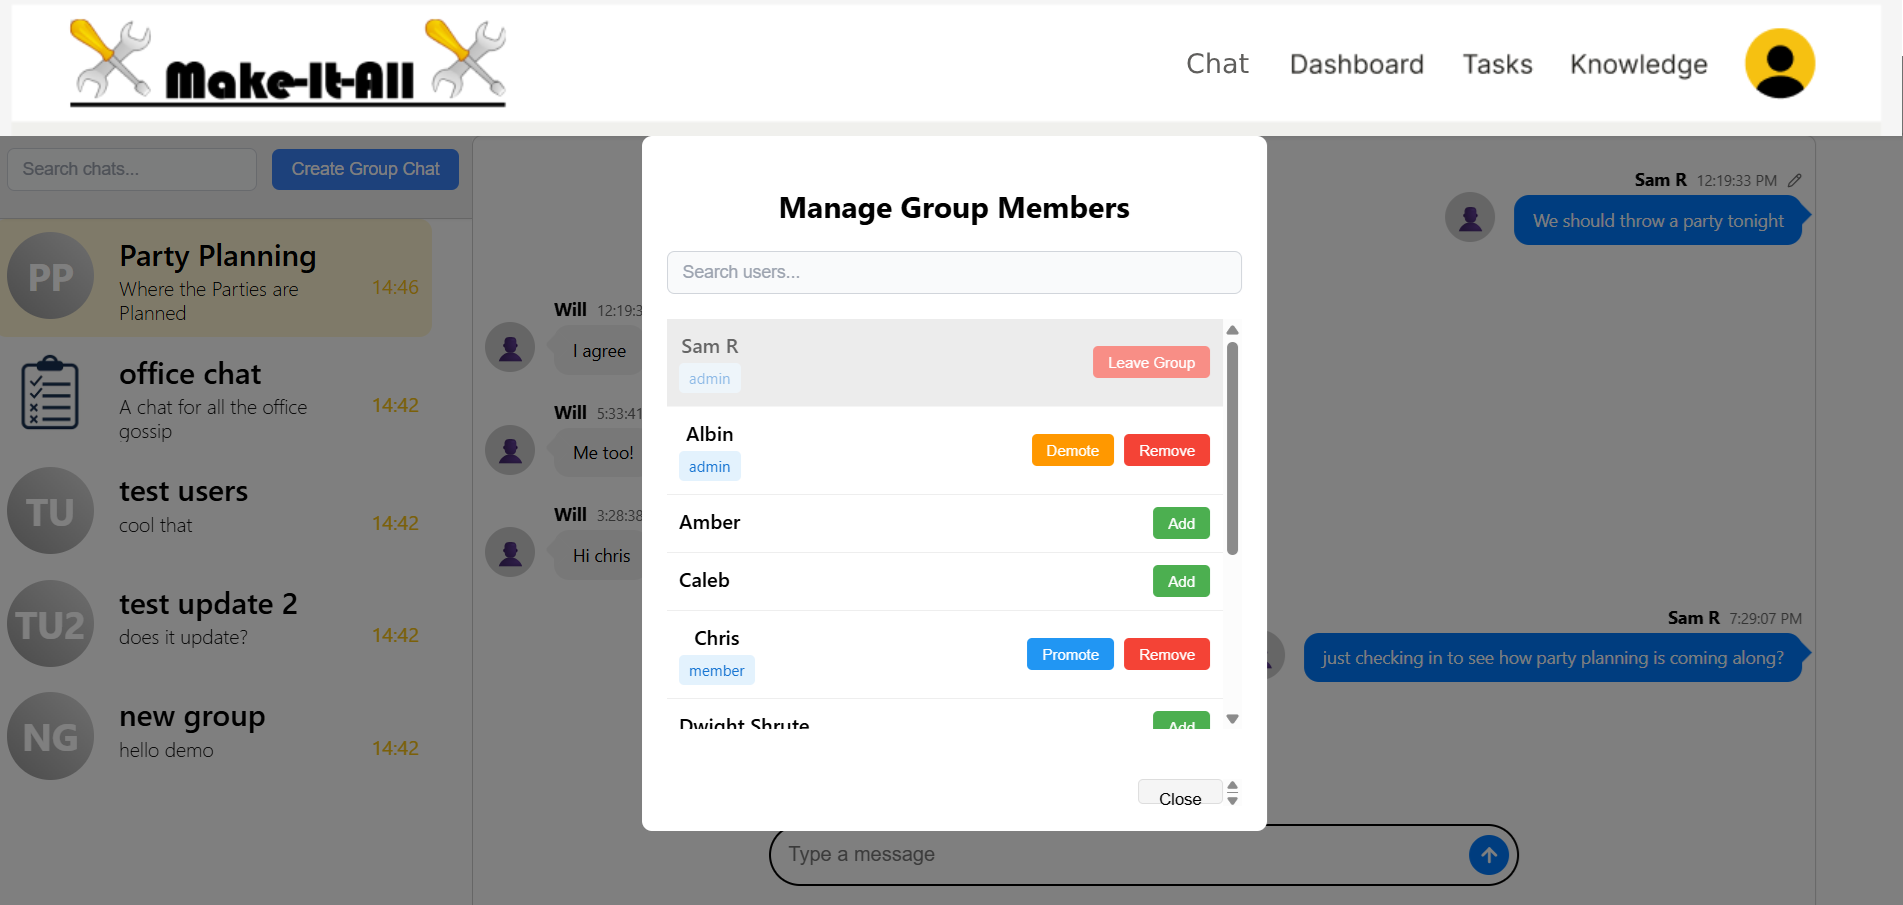 Make-It-All
Chat
Dashboard
Tasks
Knowledge
Search chats...
Create Group Chat
PP
Party Planning
Where the Parties are
Planned
14:46
office chat
A chat for all the office
gossip
14:42
TU
test users
cool that
14:42
TU2
test update 2
does it update?
14:42
NG
new group
hello demo
14:42
Will 12:19:3
I agree
Will 5:33:41
Me too!
Will 3:28:38
Hi chris
Manage Group Members
Search users...
Sam R
admin
Leave Group
Albin
admin
Demote
Remove
Amber
Add
Caleb
Add
Chris
member
Promote
Remove
Dwight Shrute
Add
Close
Sam R 12:19:33 PM
We should throw a party tonight
Sam R 7:29:07 PM
just checking in to see how party planning is coming along?
Type a message